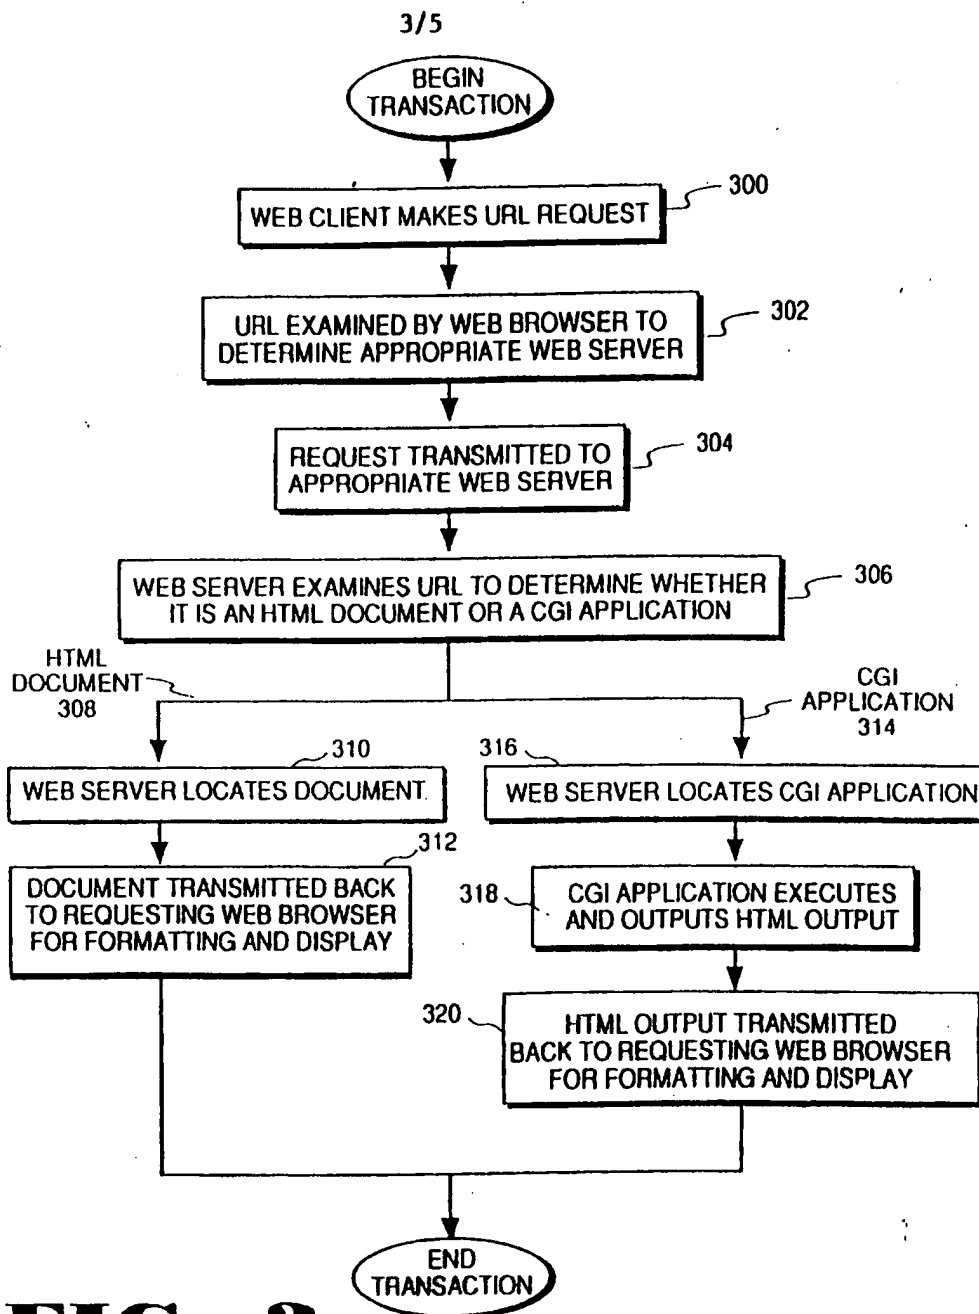 3/5
BEGIN
TRANSACTION
300
WEB CLIENT MAKES URL REQUEST
302
URL EXAMINED BY WEB BROWSER TO
DETERMINE APPROPRIATE WEB SERVER
304
REQUEST TRANSMITTED TO
APPROPRIATE WEB SERVER
306
WEB SERVER EXAMINES URL TO DETERMINE WHETHER
IT IS AN HTML DOCUMENT OR A CGI APPLICATION
HTML
DOCUMENT
308
CGI
APPLICATION
314
310
WEB SERVER LOCATES DOCUMENT
316
WEB SERVER LOCATES CGI APPLICATION
312
DOCUMENT TRANSMITTED BACK
TO REQUESTING WEB BROWSER
FOR FORMATTING AND DISPLAY
318
CGI APPLICATION EXECUTES
AND OUTPUTS HTML OUTPUT
320
HTML OUTPUT TRANSMITTED
BACK TO REQUESTING WEB BROWSER
FOR FORMATTING AND DISPLAY
END
TRANSACTION
FIG. 3